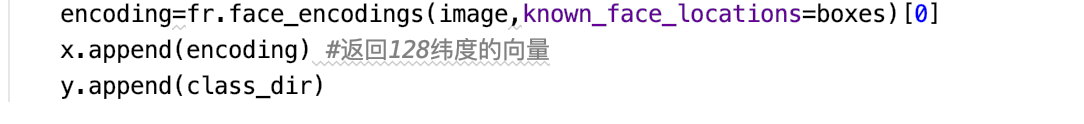 encoding=fr.face_encodings(image,known_face_locations=boxes)[0]
x.append(encoding) #返回128纬度的向量
y.append(class_dir)